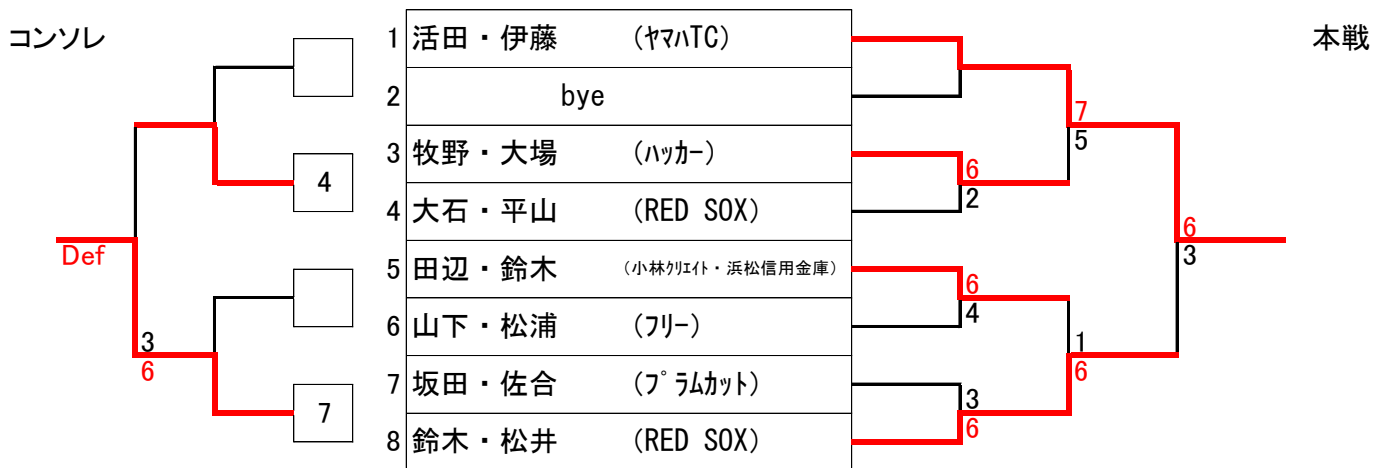 コンソレ
本戦
1 活田・伊藤 (ﾔﾏﾊTC)
2 bye
3 牧野・大場 (ﾊｯｶｰ)
4 大石・平山 (RED SOX)
5 田辺・鈴木 (小林ｸﾘｴｲﾄ・浜松信用金庫)
6 山下・松浦 (ﾌﾘｰ)
7 坂田・佐合 (ﾌﾟﾗﾑｶｯﾄ)
8 鈴木・松井 (RED SOX)
4
7
Def
3
6
7
5
6
2
6
4
3
6
1
6
6
3